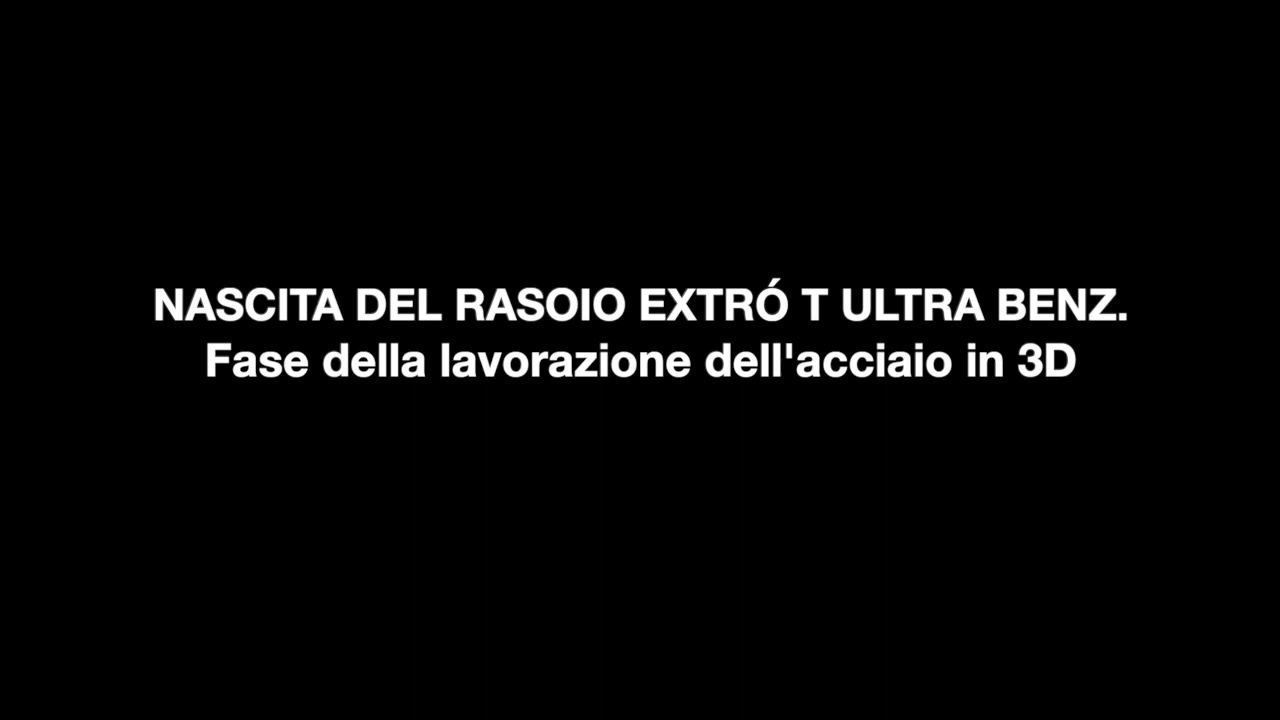 NASCITA DEL RASOIO EXTRÓ T ULTRA BENZ.
Fase della lavorazione dell'acciaio in 3D